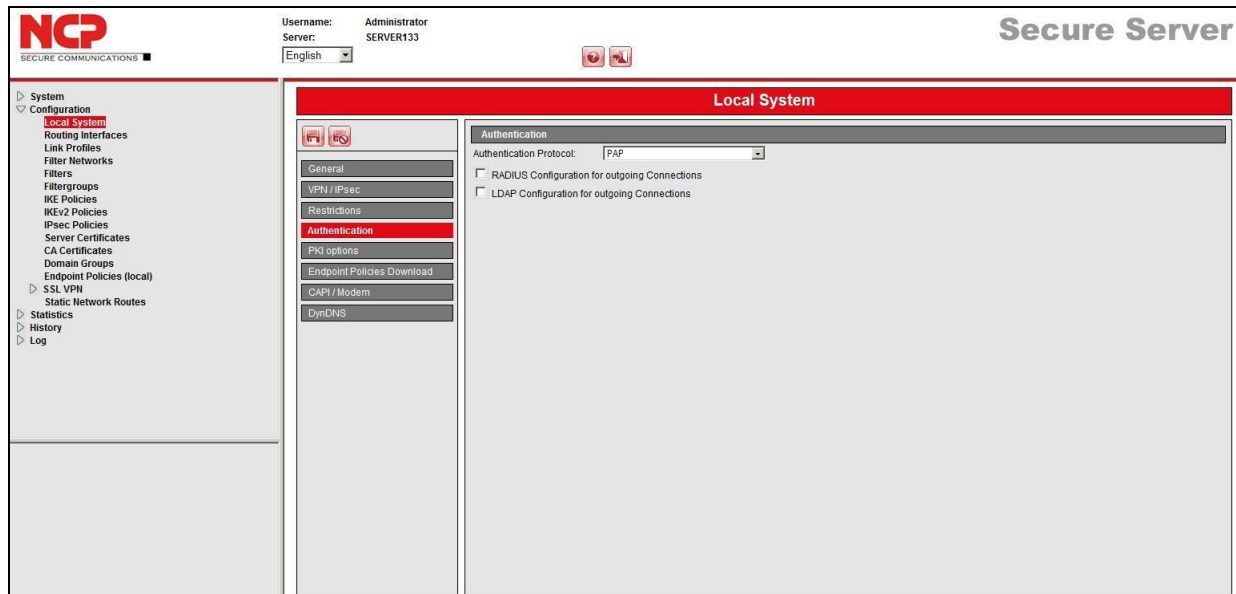 NCP
SECURE COMMUNICATIONS
Username: Administrator
Server: SERVER133
English
Secure Server
System
Configuration
Local System
Routing Interfaces
Link Profiles
Filter Networks
Filters
Filtergroups
IKE Policies
IKEv2 Policies
IPsec Policies
Server Certificates
CA Certificates
Domain Groups
Endpoint Policies (local)
SSL VPN
Static Network Routes
Statistics
History
Log
Local System
General
VPN / IPsec
Restrictions
Authentication
PKI options
Endpoint Policies Download
CAPI / Modem
DynDNS
Authentication
Authentication Protocol: PAP
RADIUS Configuration for outgoing Connections
LDAP Configuration for outgoing Connections